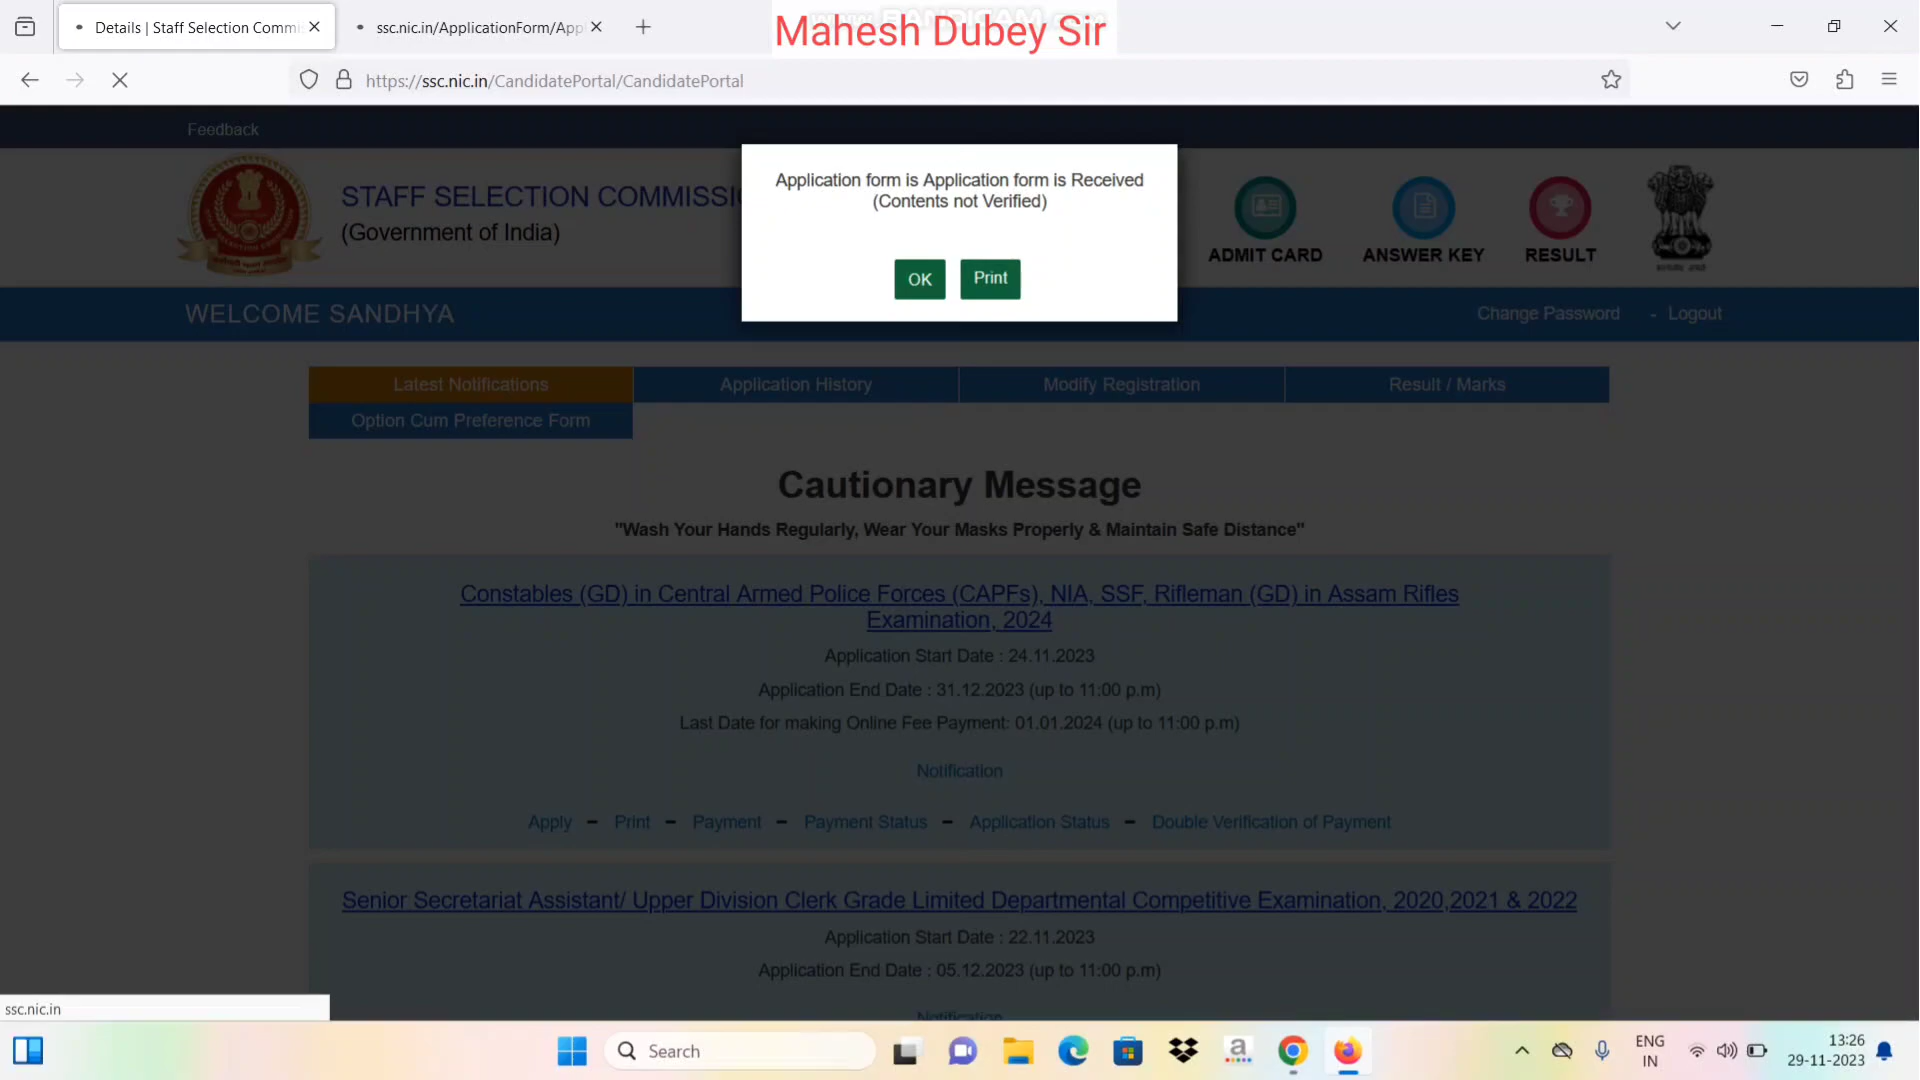 Details | Staff Selection Commi
ssc.nic.in/ApplicationForm/App
Mahesh Dubey Sir
https://ssc.nic.in/CandidatePortal/CandidatePortal
Feedback
STAFF SELECTION COMMISSI
(Government of India)
Application form is Application form is Received
(Contents not Verified)
OK
Print
ADMIT CARD
ANSWER KEY
RESULT
WELCOME SANDHYA
Change Password - Logout
Latest Notifications
Application History
Modify Registration
Result / Marks
Option Cum Preference Form
Cautionary Message
"Wash Your Hands Regularly, Wear Your Masks Properly & Maintain Safe Distance"
Constables (GD) in Central Armed Police Forces (CAPFs), NIA, SSF, Rifleman (GD) in Assam Rifles
Examination, 2024
Application Start Date : 24.11.2023
Application End Date : 31.12.2023 (up to 11:00 p.m)
Last Date for making Online Fee Payment: 01.01.2024 (up to 11:00 p.m)
Notification
Apply – Print – Payment – Payment Status – Application Status – Double Verification of Payment
Senior Secretariat Assistant/ Upper Division Clerk Grade Limited Departmental Competitive Examination, 2020,2021 & 2022
Application Start Date : 22.11.2023
Application End Date : 05.12.2023 (up to 11:00 p.m)
Notification
ssc.nic.in
Search
ENG
IN
13:26
29-11-2023